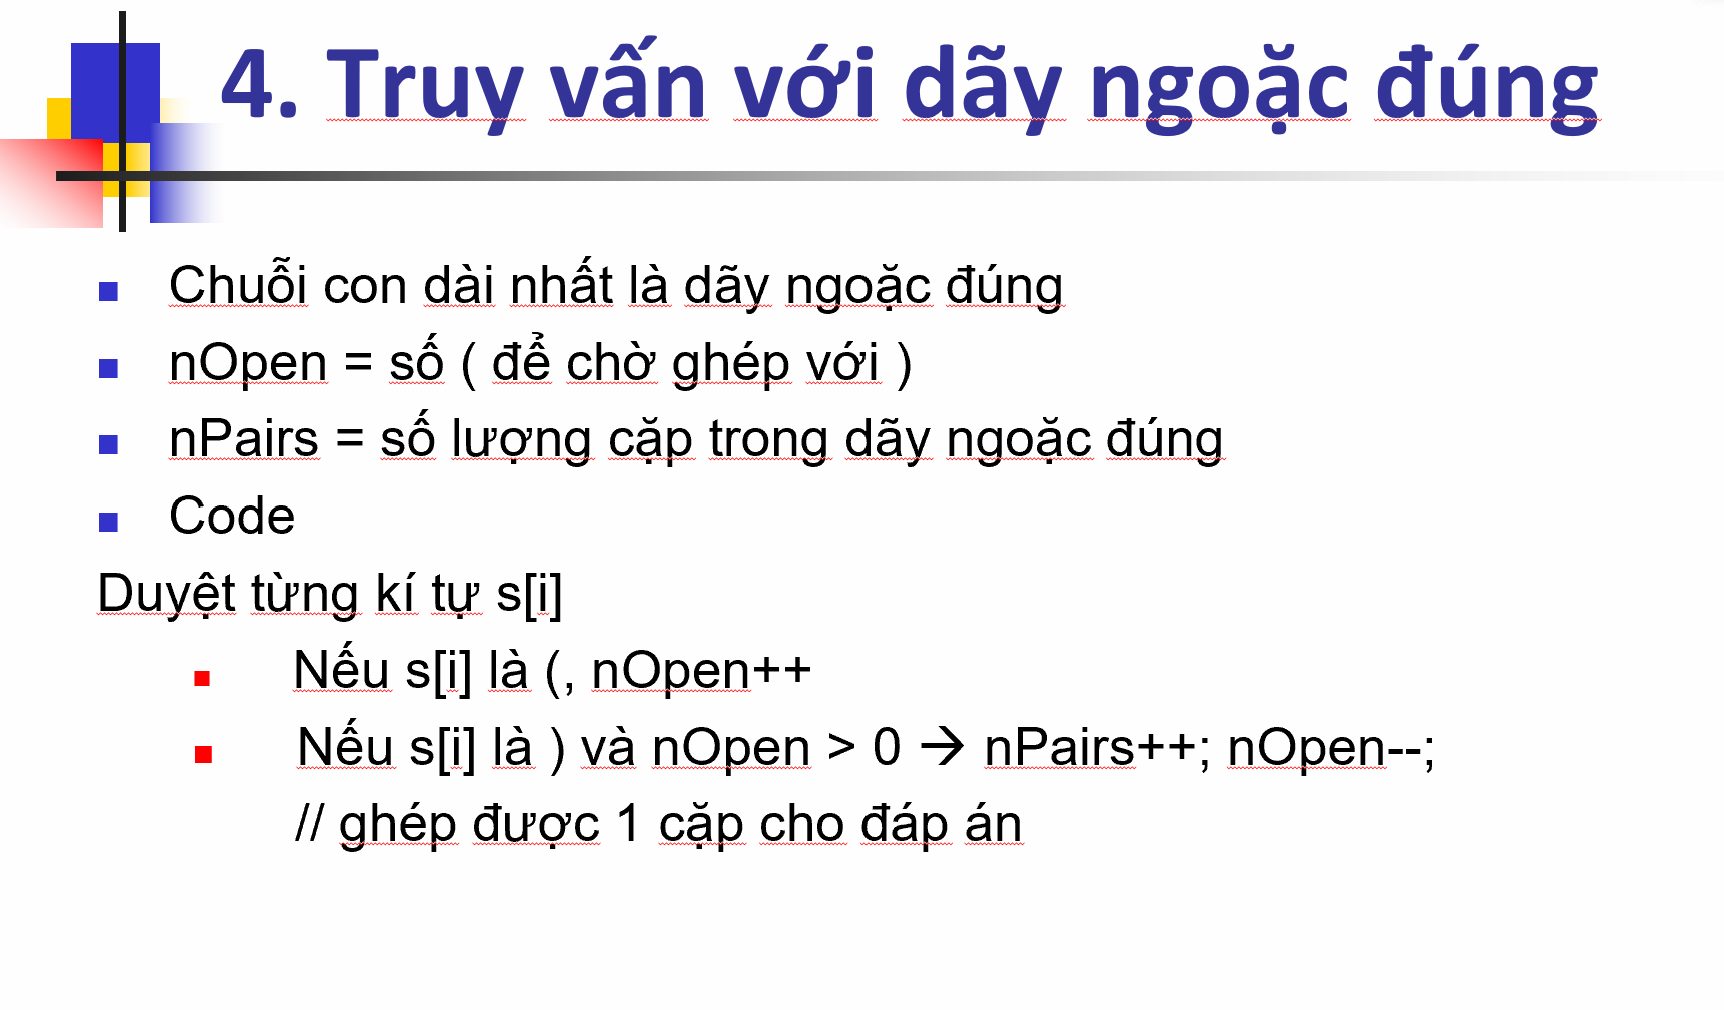 4. Truy vấn với dãy ngoặc đúng
Chuỗi con dài nhất là dãy ngoặc đúng
nOpen = số ( để chờ ghép với )
nPairs = số lượng cặp trong dãy ngoặc đúng
Code
Duyệt từng kí tự s[i]
Nếu s[i] là (, nOpen++
Nếu s[i] là ) và nOpen > 0 → nPairs++; nOpen--;
// ghép được 1 cặp cho đáp án